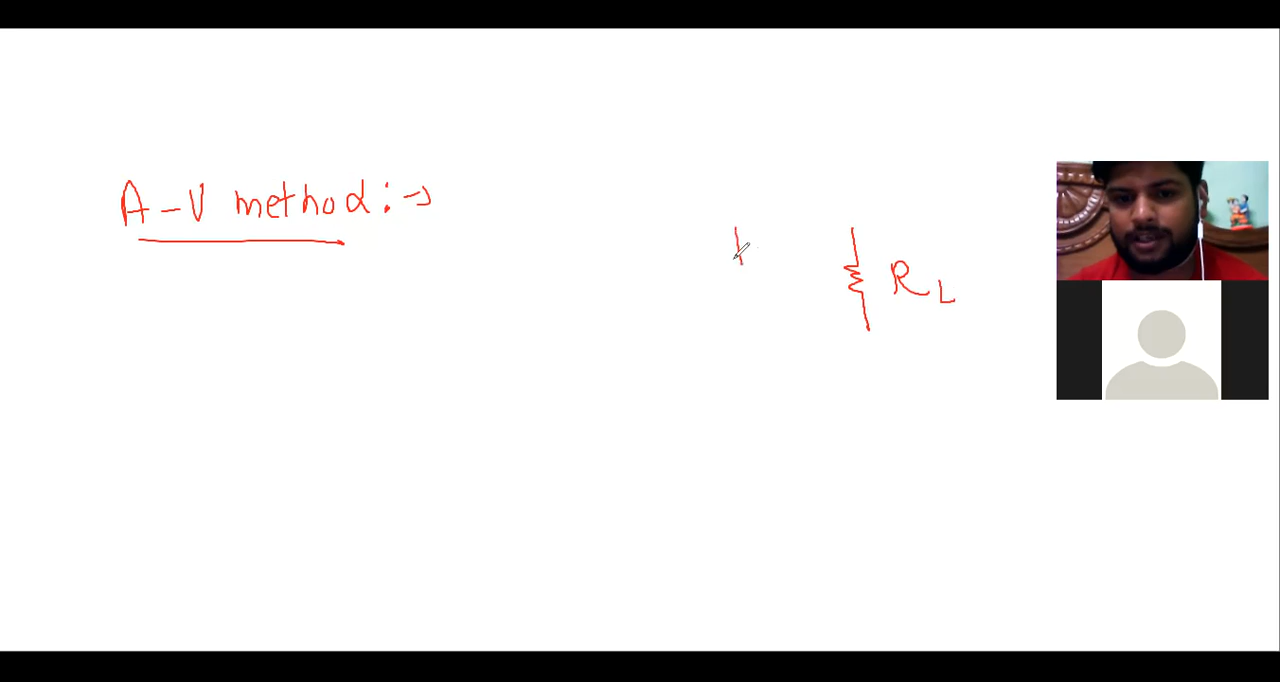 A-V method :→
R_L